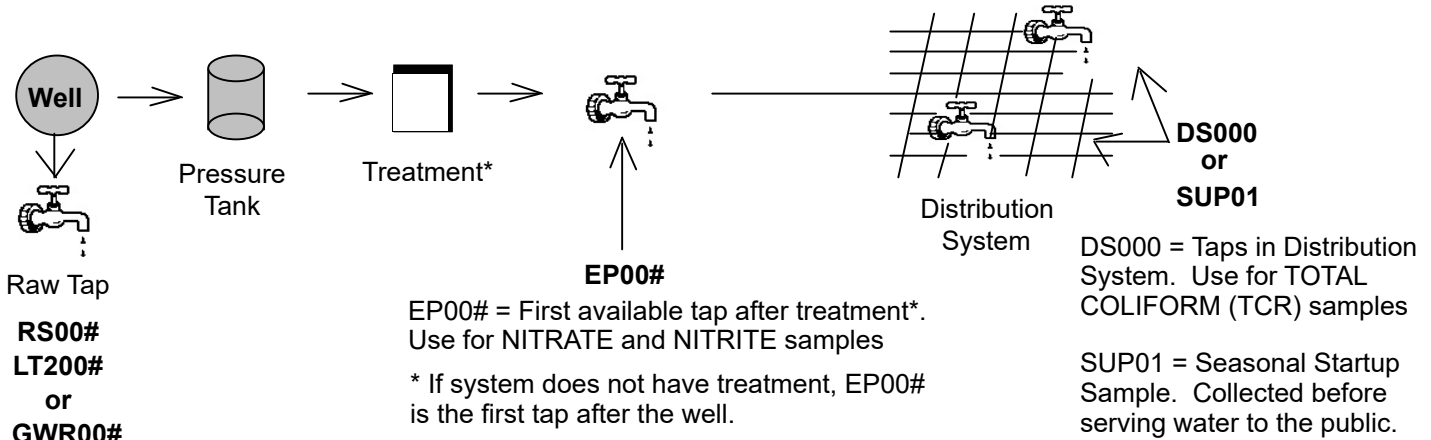 Well
Pressure
Tank
Treatment*
Raw Tap
RS00#
LT200#
or
GWR00#
EP00#
EP00# = First available tap after treatment*.
Use for NITRATE and NITRITE samples
* If system does not have treatment, EP00#
is the first tap after the well.
Distribution
System
DS000
or
SUP01
DS000 = Taps in Distribution
System. Use for TOTAL
COLIFORM (TCR) samples
SUP01 = Seasonal Startup
Sample. Collected before
serving water to the public.